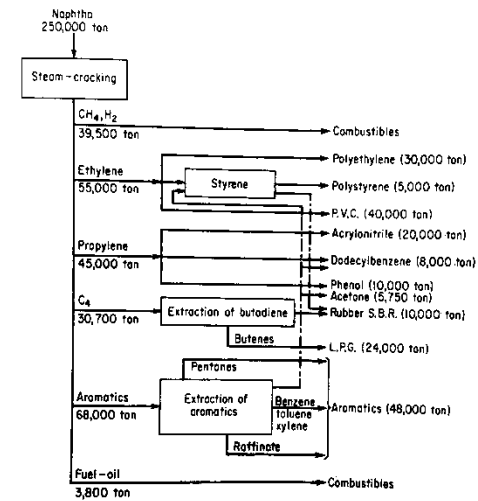 Naphtha
250,000 ton
Steam-cracking
CH4,H2
39,500 ton
Combustibles
Polyethylene (30,000 ton)
Ethylene
55,000 ton
Styrene
Polystyrene (5,000 ton)
P.V.C. (40,000 ton)
Acrylonitrile (20,000 ton)
Propylene
45,000 ton
Dodecylbenzene (8,000 ton)
Phenol (10,000 ton)
Acetone (5,750 ton)
C4
30,700 ton
Extraction of butadiene
Rubber S.B.R. (10,000 ton)
Butenes
L.P.G. (24,000 ton)
Pentanes
Aromatics
68,000 ton
Extraction of
aromatics
Benzene
toluene
xylene
Aromatics (48,000 ton)
Raffinate
Fuel-oil
3,800 ton
Combustibles